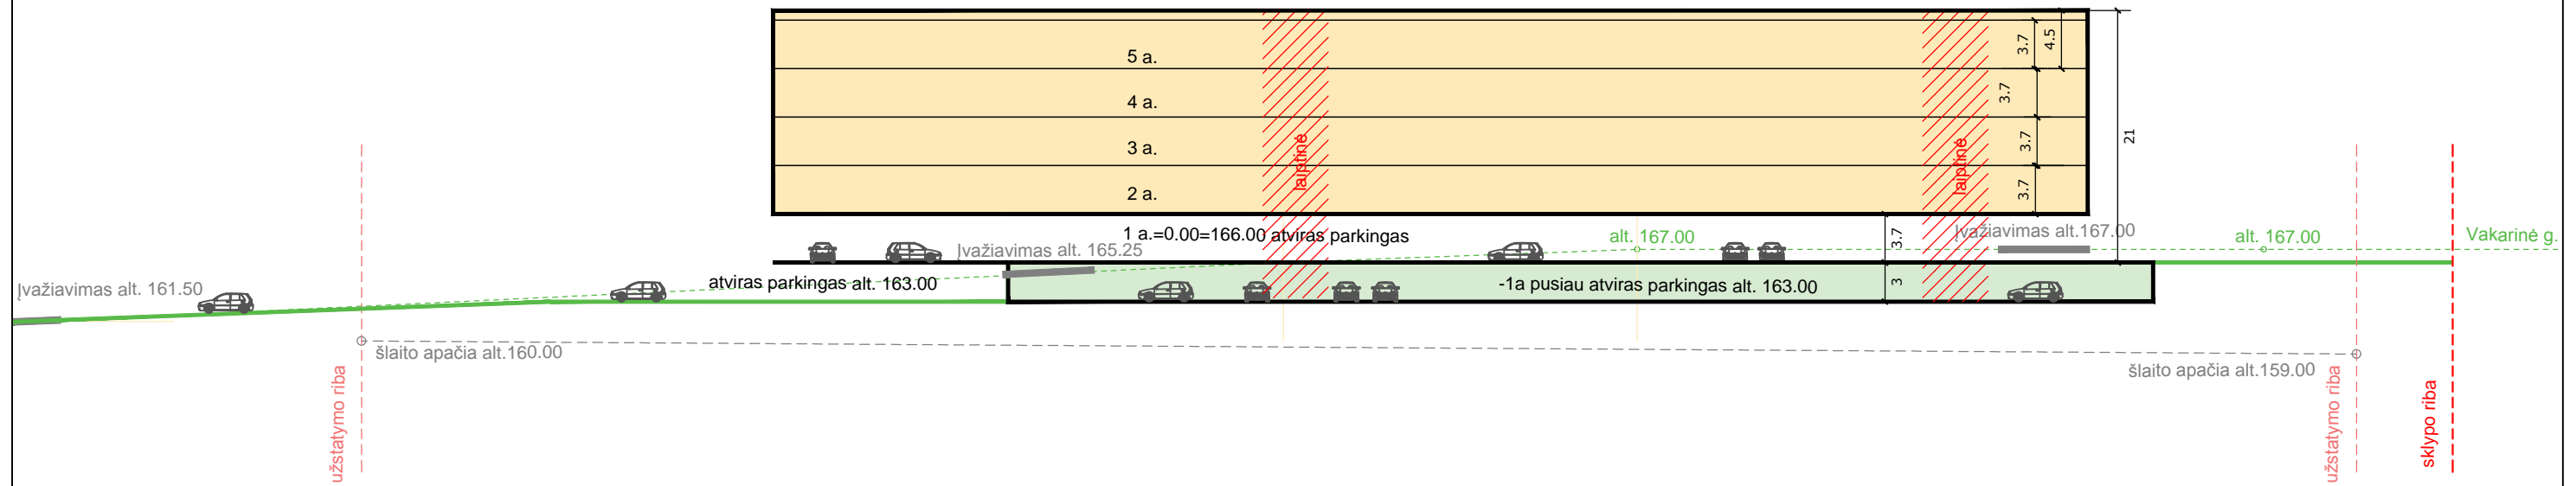 5 a.
3.7
4.5
4 a.
3.7
3 a.
laiptinė
laiptinė
3.7
21
2 a.
3.7
1 a.=0.00=166.00 atviras parkingas
alt. 167.00
3.7
Įvažiavimas alt.167.00
alt. 167.00
Vakarinė g.
Įvažiavimas alt. 165.25
atviras parkingas alt. 163.00
-1a pusiau atviras parkingas alt. 163.00
3
Įvažiavimas alt. 161.50
šlaito apačia alt.160.00
šlaito apačia alt.159.00
užstatymo riba
užstatymo riba
sklypo riba